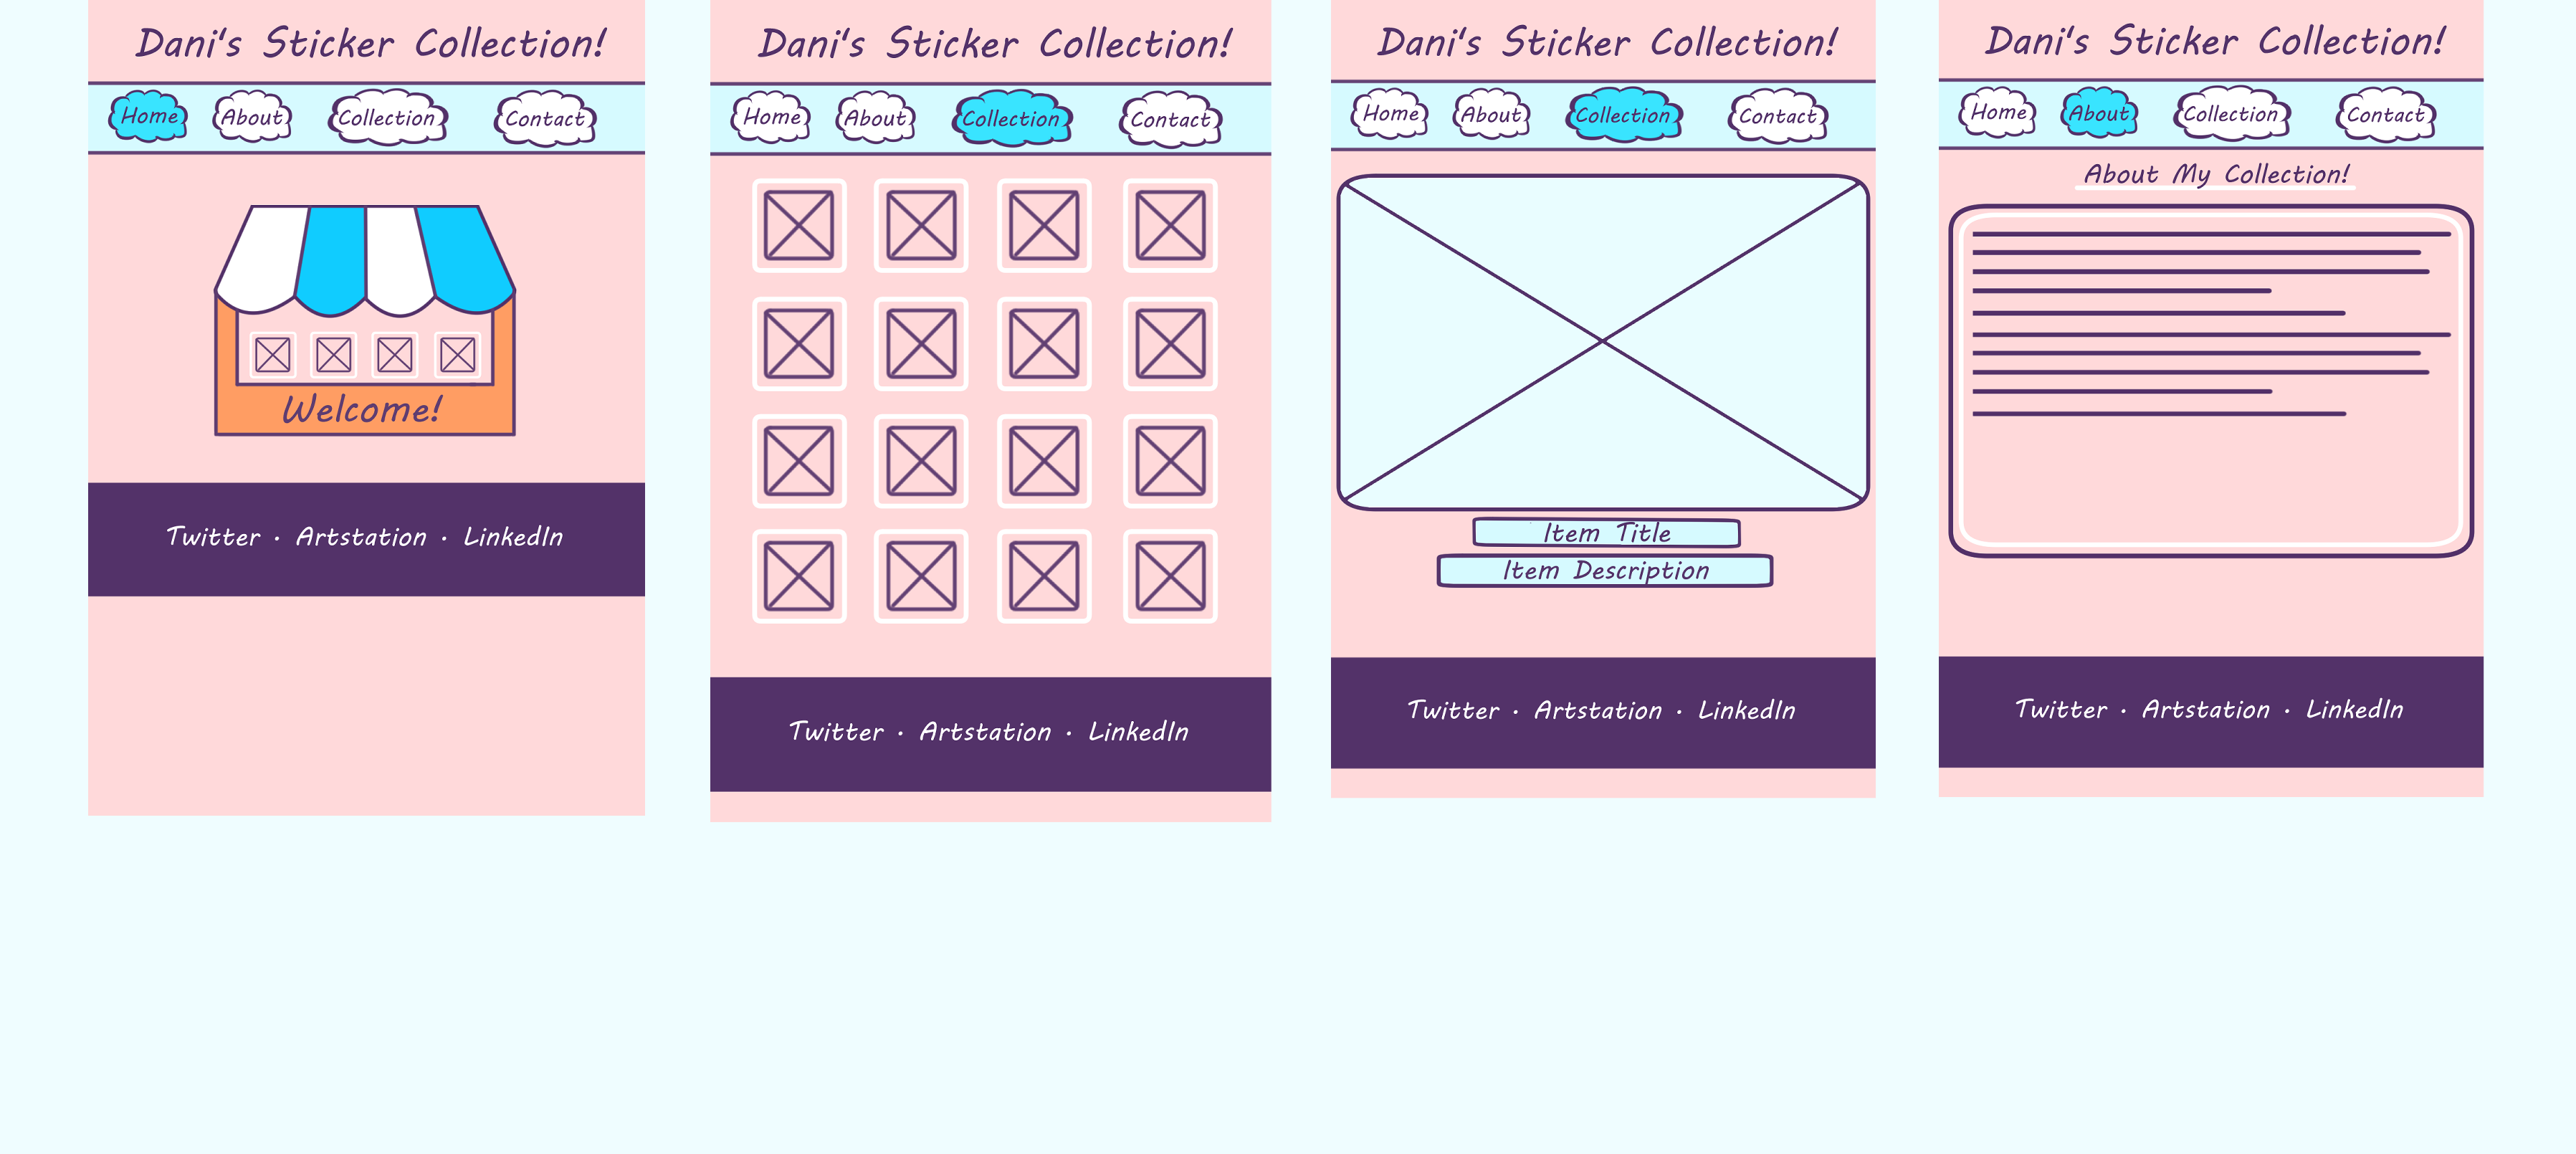 Dani's Sticker Collection!
Home About Collection Contact
Welcome!
Twitter · Artstation · LinkedIn
Dani's Sticker Collection!
Home About Collection Contact
Twitter · Artstation · LinkedIn
Dani's Sticker Collection!
Home About Collection Contact
Item Title
Item Description
Twitter · Artstation · LinkedIn
Dani's Sticker Collection!
Home About Collection Contact
About My Collection!
Twitter · Artstation · LinkedIn